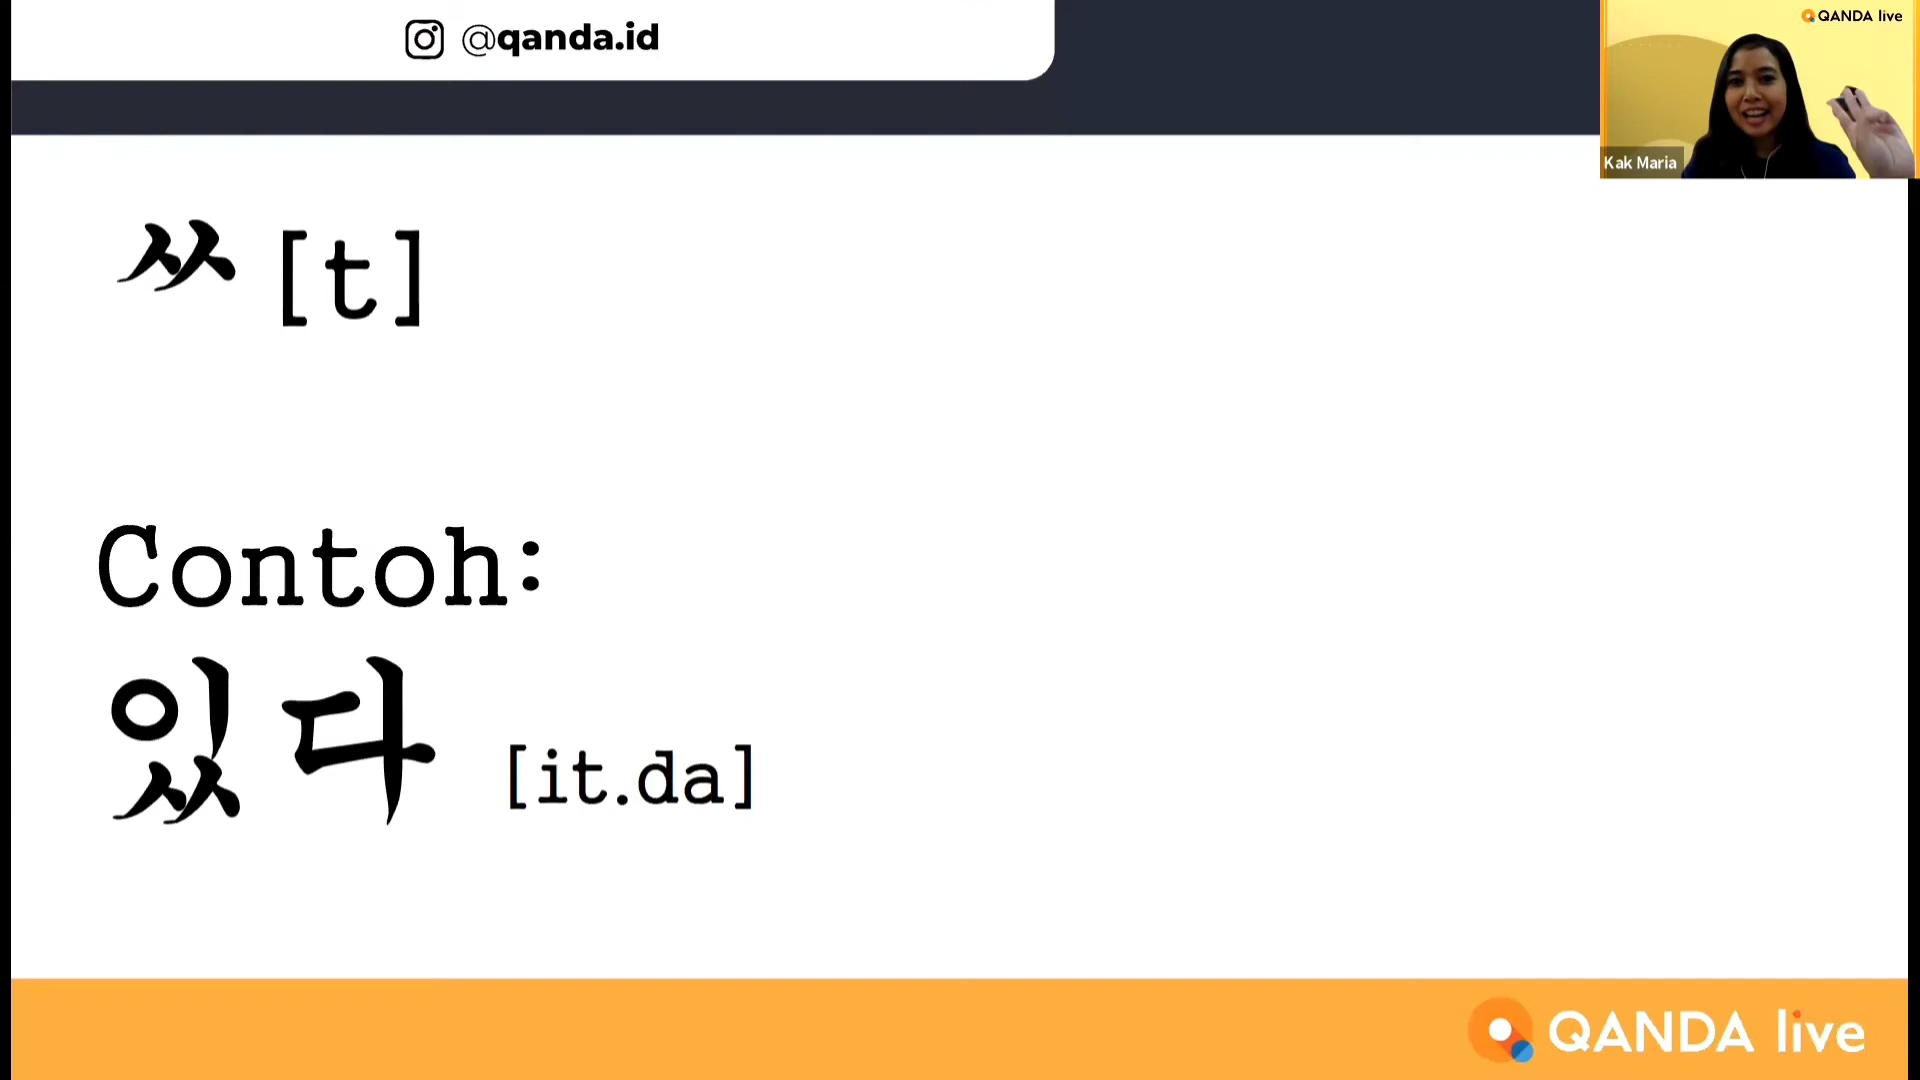 @qanda.id
QANDA live
Kak Maria
ㅆ [t]
Contoh:
있다 [it.da]
QANDA live